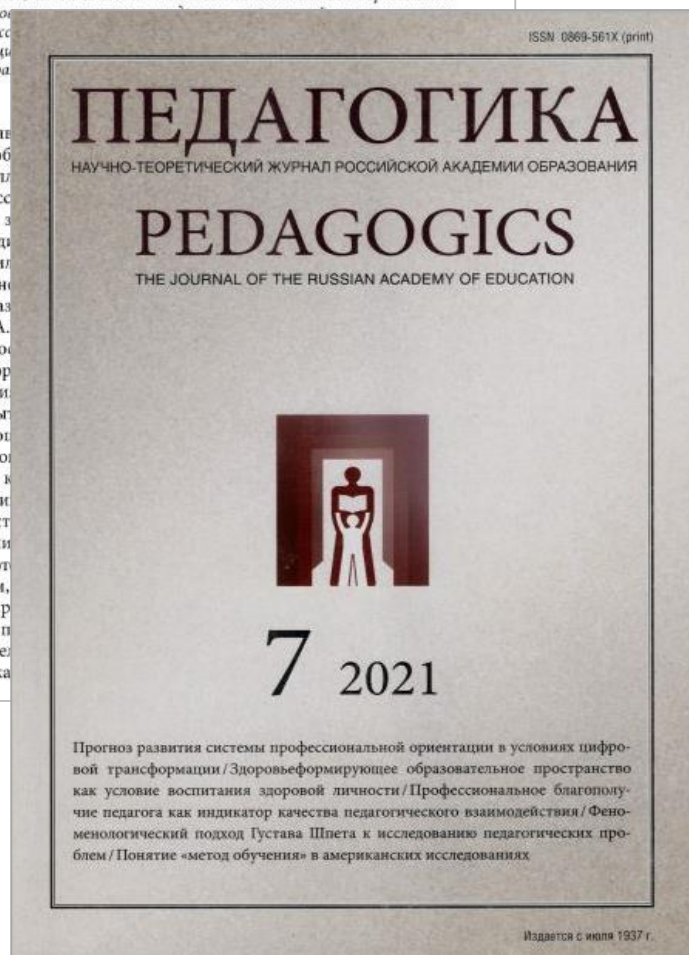 ISSN 0869-561X (print)
ПЕДАГОГИКА
НАУЧНО-ТЕОРЕТИЧЕСКИЙ ЖУРНАЛ РОССИЙСКОЙ АКАДЕМИИ ОБРАЗОВАНИЯ
PEDAGOGICS
THE JOURNAL OF THE RUSSIAN ACADEMY OF EDUCATION
7 2021
Прогноз развития системы профессиональной ориентации в условиях цифро-
вой трансформации / Здоровьеформирующее образовательное пространство
как условие воспитания здоровой личности / Профессиональное благополу-
чие педагога как индикатор качества педагогического взаимодействия / Фено-
менологический подход Густава Шпета к исследованию педагогических про-
блем / Понятие «метод обучения» в американских исследованиях
Издается с июля 1937 г.